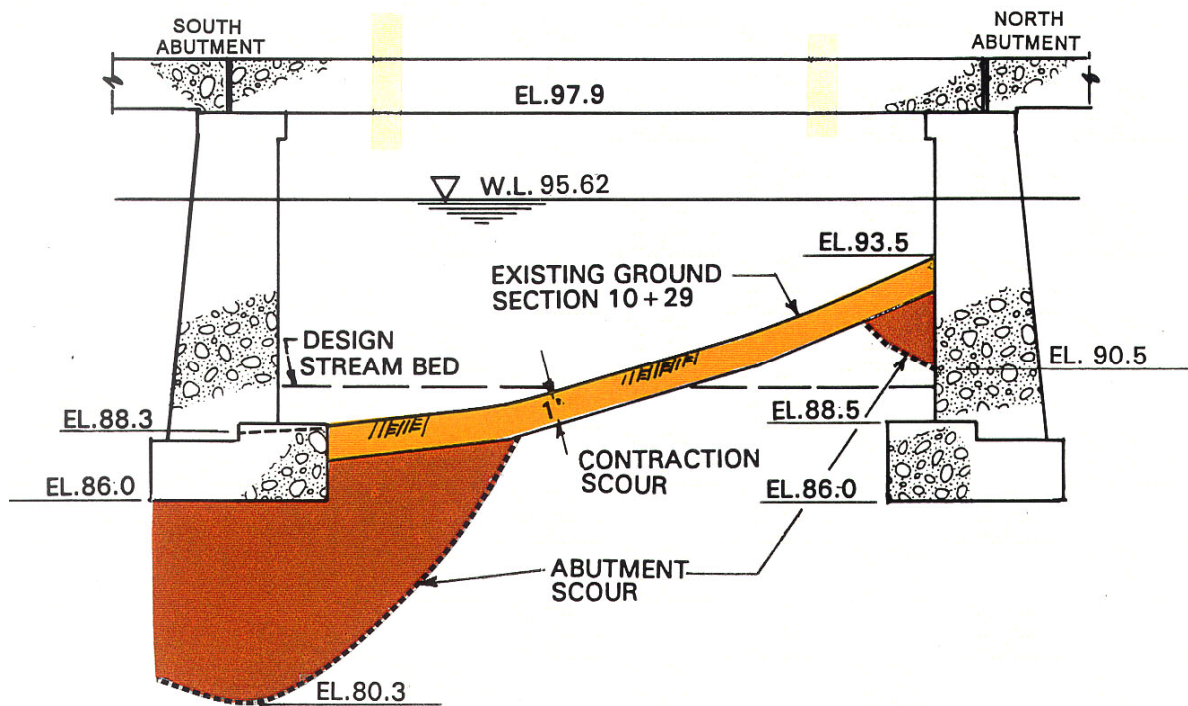 SOUTH
ABUTMENT
NORTH
ABUTMENT
EL.97.9
W.L. 95.62
EL.93.5
EXISTING GROUND
SECTION 10+29
DESIGN
STREAM BED
EL. 90.5
1'
EL.88.3
EL.88.5
CONTRACTION
SCOUR
EL.86.0
EL.86.0
ABUTMENT
SCOUR
EL.80.3